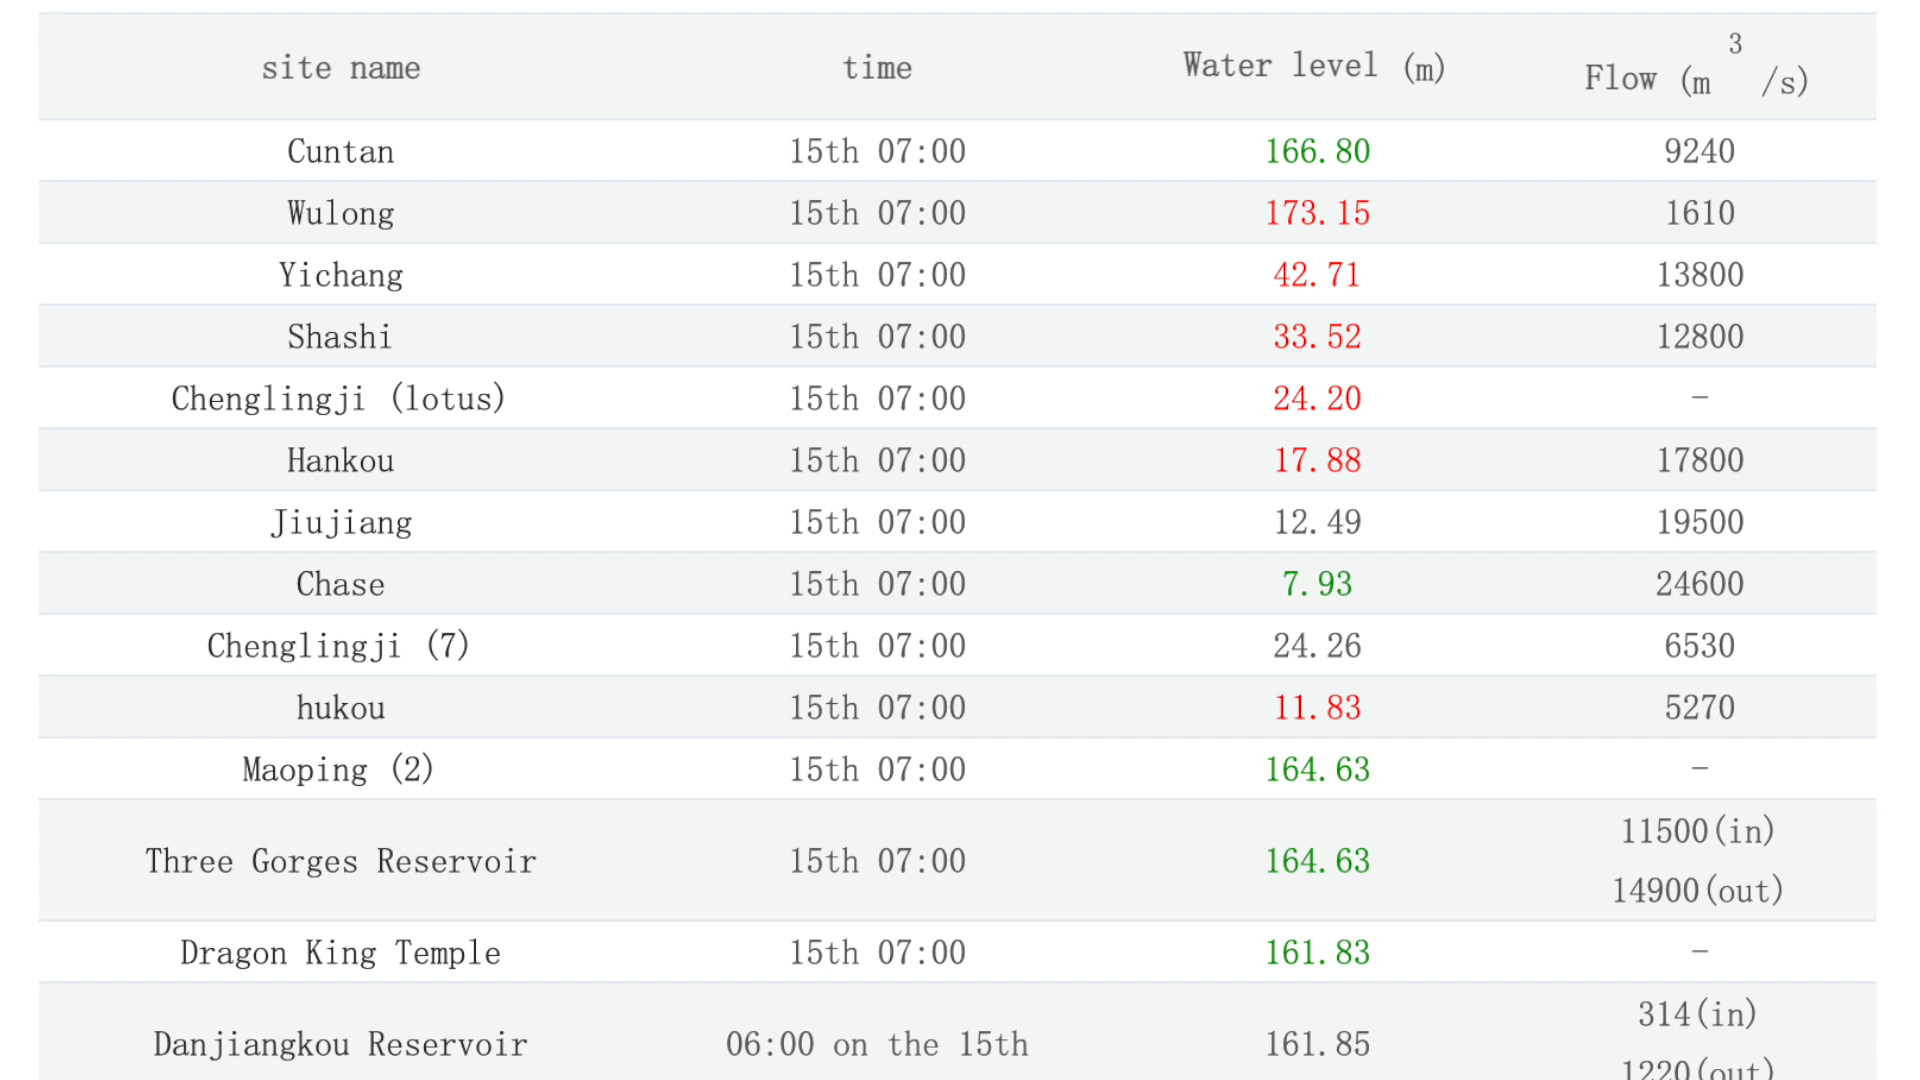 site name time Water level (m) Flow (m³/s)
Cuntan 15th 07:00 166.80 9240
Wulong 15th 07:00 173.15 1610
Yichang 15th 07:00 42.71 13800
Shashi 15th 07:00 33.52 12800
Chenglingji (lotus) 15th 07:00 24.20 -
Hankou 15th 07:00 17.88 17800
Jiujiang 15th 07:00 12.49 19500
Chase 15th 07:00 7.93 24600
Chenglingji (7) 15th 07:00 24.26 6530
hukou 15th 07:00 11.83 5270
Maoping (2) 15th 07:00 164.63 -
Three Gorges Reservoir 15th 07:00 164.63 11500(in)
14900(out)
Dragon King Temple 15th 07:00 161.83 -
Danjiangkou Reservoir 06:00 on the 15th 161.85 314(in)
1220(out)